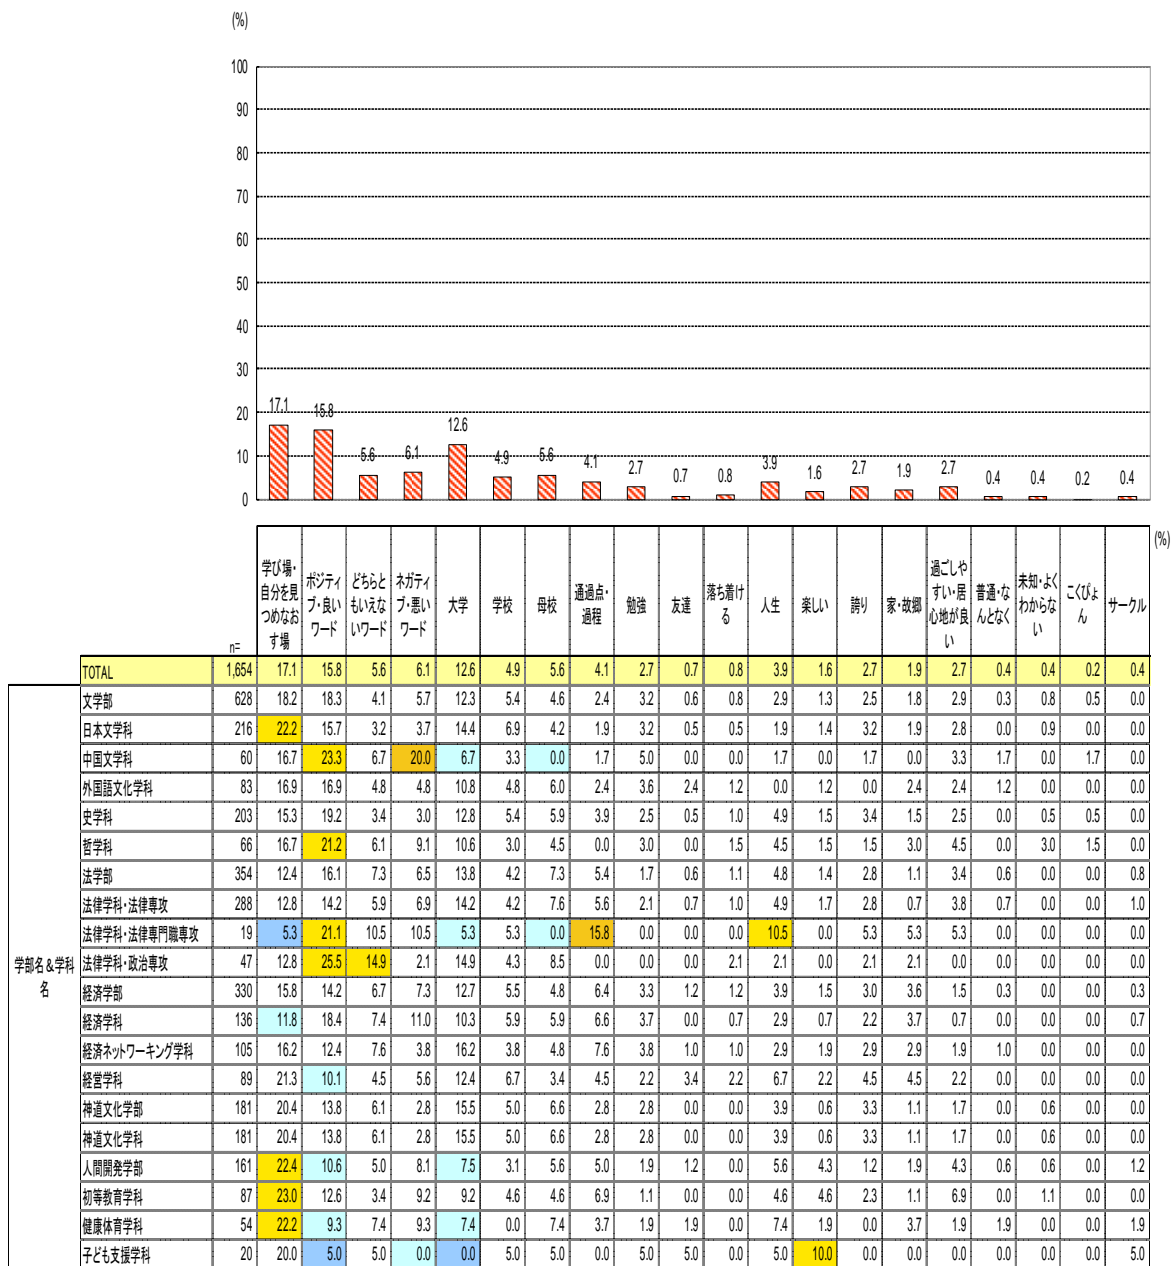 (%)
100
90
80
70
60
50
40
30
20
10
0
17.1 15.8 5.6 6.1 12.6 4.9 5.6 4.1 2.7 0.7 0.8 3.9 1.6 2.7 1.9 2.7 0.4 0.4 0.2 0.4
(%)
n= 学び場・自分を見つめなおす場 ポジティブ・良いワード どちらともいえないワード ネガティブ・悪いワード 大学 学校 母校 通過点・過程 勉強 友達 落ち着ける 人生 楽しい 誇り 家・故郷 過ごしやすい・居心地が良い 普通・なんとなく 未知・よくわからない こくぴょん サークル
TOTAL 1,654 17.1 15.8 5.6 6.1 12.6 4.9 5.6 4.1 2.7 0.7 0.8 3.9 1.6 2.7 1.9 2.7 0.4 0.4 0.2 0.4
学部名&学科名
文学部 628 18.2 18.3 4.1 5.7 12.3 5.4 4.6 2.4 3.2 0.6 0.8 2.9 1.3 2.5 1.8 2.9 0.3 0.8 0.5 0.0
日本文学科 216 22.2 15.7 3.2 3.7 14.4 6.9 4.2 1.9 3.2 0.5 0.5 1.9 1.4 3.2 1.9 2.8 0.0 0.9 0.0 0.0
中国文学科 60 16.7 23.3 6.7 20.0 6.7 3.3 0.0 1.7 5.0 0.0 0.0 1.7 0.0 1.7 0.0 3.3 1.7 0.0 1.7 0.0
外国語文化学科 83 16.9 16.9 4.8 4.8 10.8 4.8 6.0 2.4 3.6 2.4 1.2 0.0 1.2 0.0 2.4 2.4 1.2 0.0 0.0 0.0
史学科 203 15.3 19.2 3.4 3.0 12.8 5.4 5.9 3.9 2.5 0.5 1.0 4.9 1.5 3.4 1.5 2.5 0.0 0.5 0.5 0.0
哲学科 66 16.7 21.2 6.1 9.1 10.6 3.0 4.5 0.0 3.0 0.0 1.5 4.5 1.5 1.5 3.0 4.5 0.0 3.0 1.5 0.0
法学部 354 12.4 16.1 7.3 6.5 13.8 4.2 7.3 5.4 1.7 0.6 1.1 4.8 1.4 2.8 1.1 3.4 0.6 0.0 0.0 0.8
法律学科・法律専攻 288 12.8 14.2 5.9 6.9 14.2 4.2 7.6 5.6 2.1 0.7 1.0 4.9 1.7 2.8 0.7 3.8 0.7 0.0 0.0 1.0
法律学科・法律専門職専攻 19 5.3 21.1 10.5 10.5 5.3 5.3 0.0 15.8 0.0 0.0 0.0 10.5 0.0 5.3 5.3 5.3 0.0 0.0 0.0 0.0
法律学科・政治専攻 47 12.8 25.5 14.9 2.1 14.9 4.3 8.5 0.0 0.0 0.0 2.1 2.1 0.0 2.1 2.1 0.0 0.0 0.0 0.0 0.0
経済学部 330 15.8 14.2 6.7 7.3 12.7 5.5 4.8 6.4 3.3 1.2 1.2 3.9 1.5 3.0 3.6 1.5 0.3 0.0 0.0 0.3
経済学科 136 11.8 18.4 7.4 11.0 10.3 5.9 5.9 6.6 3.7 0.0 0.7 2.9 0.7 2.2 3.7 0.7 0.0 0.0 0.0 0.7
経済ネットワーキング学科 105 16.2 12.4 7.6 3.8 16.2 3.8 4.8 7.6 3.8 1.0 1.0 2.9 1.9 2.9 2.9 1.9 1.0 0.0 0.0 0.0
経営学科 89 21.3 10.1 4.5 5.6 12.4 6.7 3.4 4.5 2.2 3.4 2.2 6.7 2.2 4.5 4.5 2.2 0.0 0.0 0.0 0.0
神道文化学部 181 20.4 13.8 6.1 2.8 15.5 5.0 6.6 2.8 2.8 0.0 0.0 3.9 0.6 3.3 1.1 1.7 0.0 0.6 0.0 0.0
神道文化学科 181 20.4 13.8 6.1 2.8 15.5 5.0 6.6 2.8 2.8 0.0 0.0 3.9 0.6 3.3 1.1 1.7 0.0 0.6 0.0 0.0
人間開発学部 161 22.4 10.6 5.0 8.1 7.5 3.1 5.6 5.0 1.9 1.2 0.0 5.6 4.3 1.2 1.9 4.3 0.6 0.6 0.0 1.2
初等教育学科 87 23.0 12.6 3.4 9.2 9.2 4.6 4.6 6.9 1.1 0.0 0.0 4.6 4.6 2.3 1.1 6.9 0.0 1.1 0.0 0.0
健康体育学科 54 22.2 9.3 7.4 9.3 7.4 0.0 7.4 3.7 1.9 1.9 0.0 7.4 1.9 0.0 3.7 1.9 1.9 0.0 0.0 1.9
子ども支援学科 20 20.0 5.0 5.0 0.0 0.0 5.0 5.0 0.0 5.0 5.0 0.0 5.0 10.0 0.0 0.0 0.0 0.0 0.0 0.0 5.0